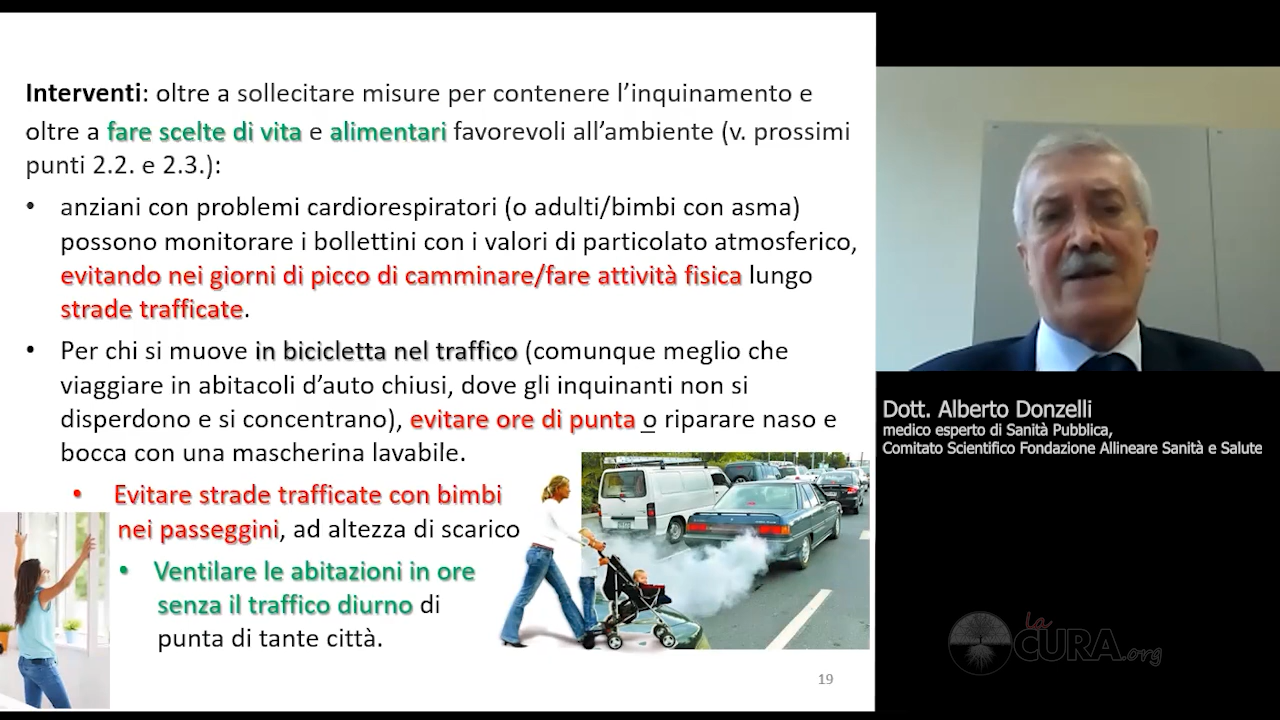 Interventi: oltre a sollecitare misure per contenere l'inquinamento e
oltre a fare scelte di vita e alimentari favorevoli all'ambiente (v. prossimi
punti 2.2. e 2.3.):
• anziani con problemi cardiorespiratori (o adulti/bimbi con asma)
possono monitorare i bollettini con i valori di particolato atmosferico,
evitando nei giorni di picco di camminare/fare attività fisica lungo
strade trafficate.
• Per chi si muove in bicicletta nel traffico (comunque meglio che
viaggiare in abitacoli d'auto chiusi, dove gli inquinanti non si
disperdono e si concentrano), evitare ore di punta o riparare naso e
bocca con una mascherina lavabile.
• Evitare strade trafficate con bimbi
nei passeggini, ad altezza di scarico
• Ventilare le abitazioni in ore
senza il traffico diurno di
punta di tante città.
19
Dott. Alberto Donzelli
medico esperto di Sanità Pubblica,
Comitato Scientifico Fondazione Allineare Sanità e Salute
la
CURA.org